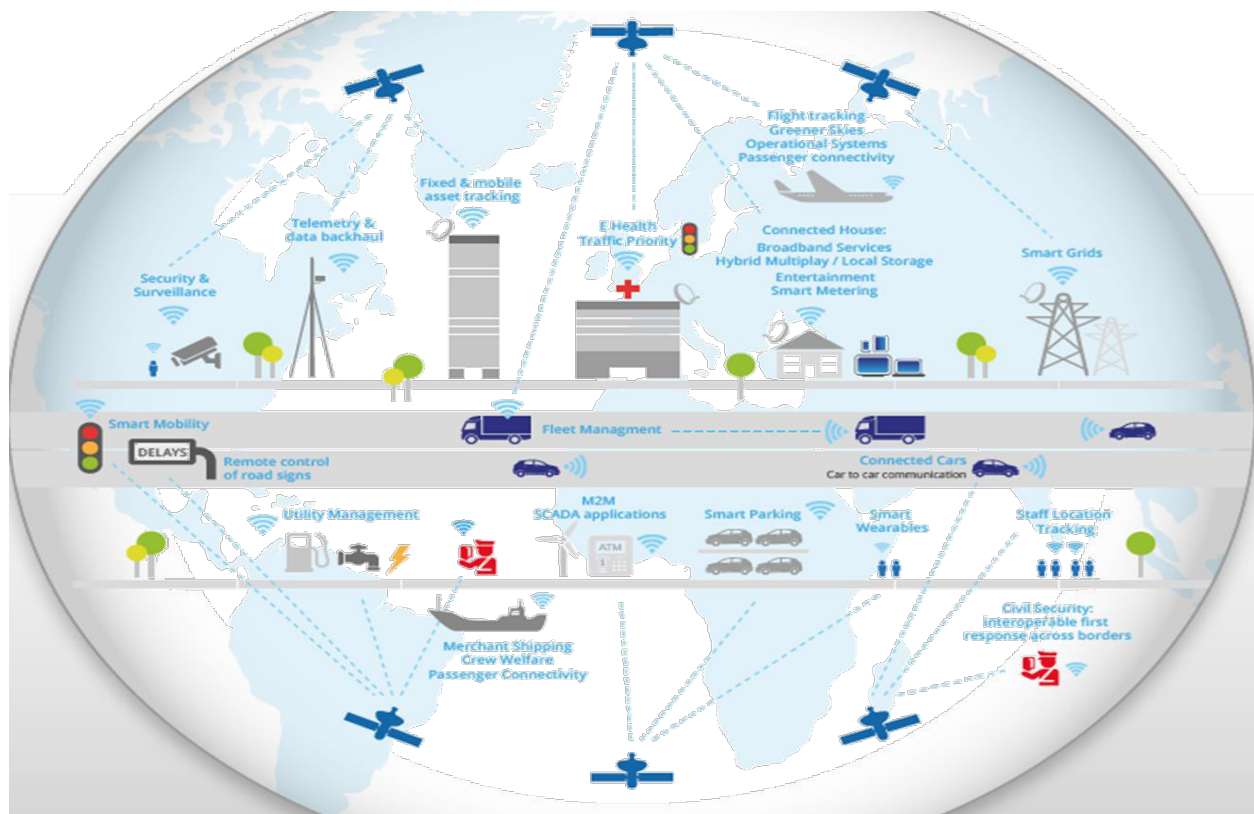 Flight tracking
Greener Skies
Operational Systems
Passenger connectivity
Fixed & mobile
asset tracking
Telemetry &
data backhaul
E Health
Traffic Priority
Connected House:
Broadband Services
Hybrid Multiplay / Local Storage
Entertainment
Smart Metering
Smart Grids
Security &
Surveillance
Smart Mobility
Fleet Managment
DELAYS
Remote control
of road signs
Connected Cars
Car to car communication
Utility Management
M2M
SCADA applications
ATM
Smart Parking
Smart
Wearables
Staff Location
Tracking
Merchant Shipping
Crew Welfare
Passenger Connectivity
Civil Security:
interoperable first
response across borders